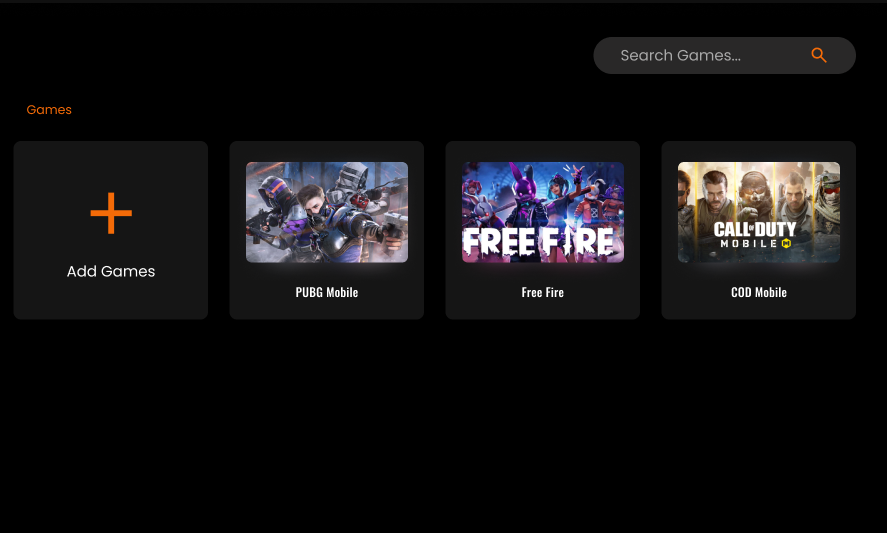 Search Games...
Games
Add Games
FREE FIRE
CALL OF DUTY
MOBILE
PUBG Mobile
Free Fire
COD Mobile